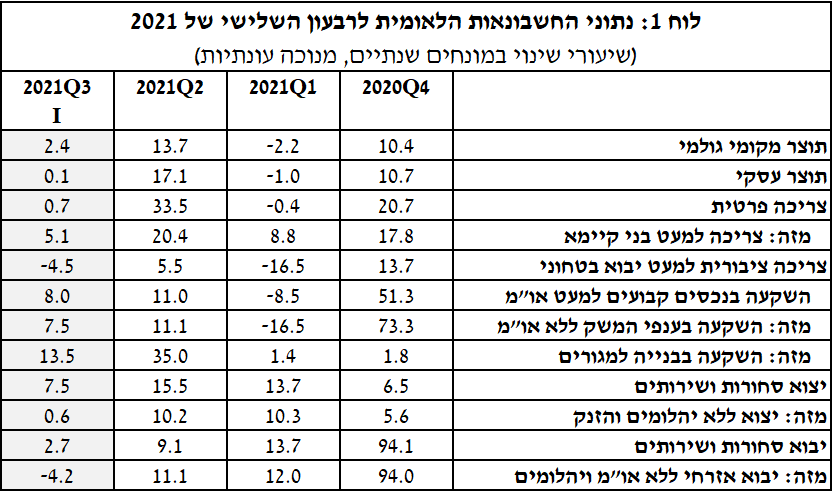 לוח 1: נתוני החשבונאות הלאומית לרבעון השלישי של 2021
(שיעורי שינוי במונחים שנתיים, מנוכה עונתיות)
2020Q4 2021Q1 2021Q2 2021Q3
I
תוצר מקומי גולמי 10.4 -2.2 13.7 2.4
תוצר עסקי 10.7 -1.0 17.1 0.1
צריכה פרטית 20.7 -0.4 33.5 0.7
מזה: צריכה למעט בני קיימא 17.8 8.8 20.4 5.1
צריכה ציבורית למעט יבוא בטחוני 13.7 -16.5 5.5 -4.5
השקעה בנכסים קבועים למעט או"מ 51.3 -8.5 11.0 8.0
מזה: השקעה בענפי המשק ללא או"מ 73.3 -16.5 11.1 7.5
מזה: השקעה בבנייה למגורים 1.8 1.4 35.0 13.5
יצוא סחורות ושירותים 6.5 13.7 15.5 7.5
מזה: יצוא ללא יהלומים והזנק 5.6 10.3 10.2 0.6
יבוא סחורות ושירותים 94.1 13.7 9.1 2.7
מזה: יבוא אזרחי ללא או"מ ויהלומים 94.0 12.0 11.1 -4.2